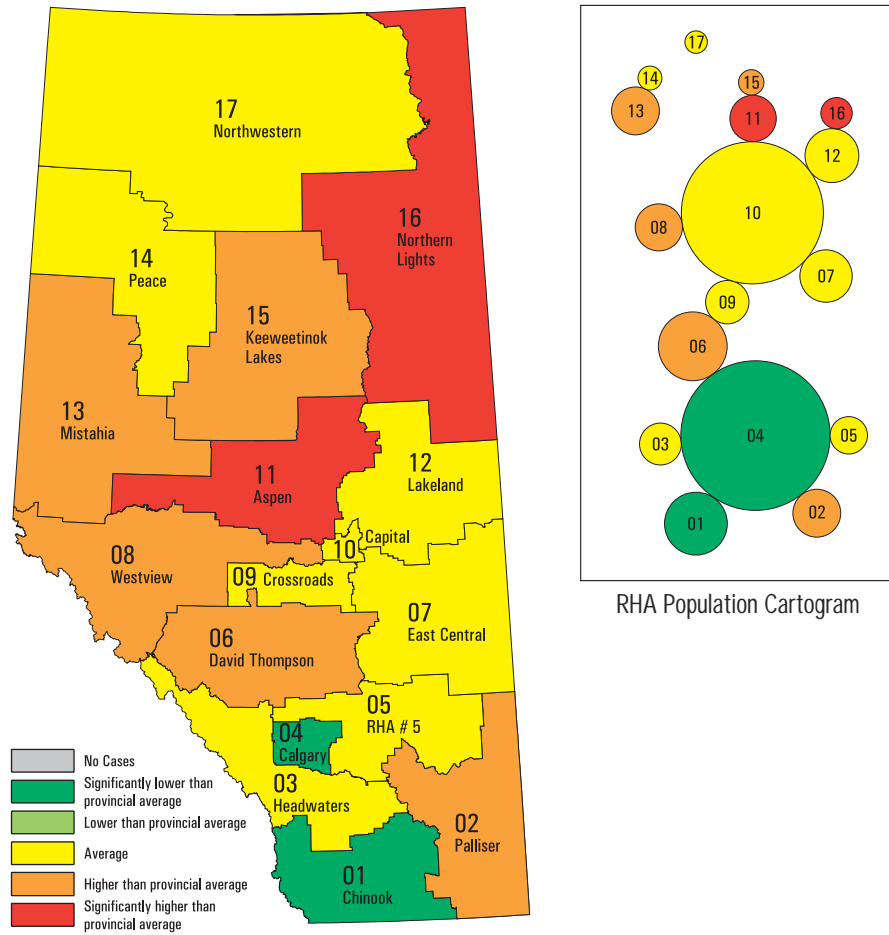 17
Northwestern
16
Northern
Lights
14
Peace
15
Keeweetinok
Lakes
13
Mistahia
11
Aspen
12
Lakeland
Capital
10
08
Westview
09 Crossroads
07
East Central
06
David Thompson
05
RHA # 5
04
Calgary
03
Headwaters
02
Palliser
01
Chinook
No Cases
Significantly lower than
provincial average
Lower than provincial average
Average
Higher than provincial average
Significantly higher than
provincial average
17
14
15
13
11
16
12
10
08
07
09
06
04
03
05
01
02
RHA Population Cartogram